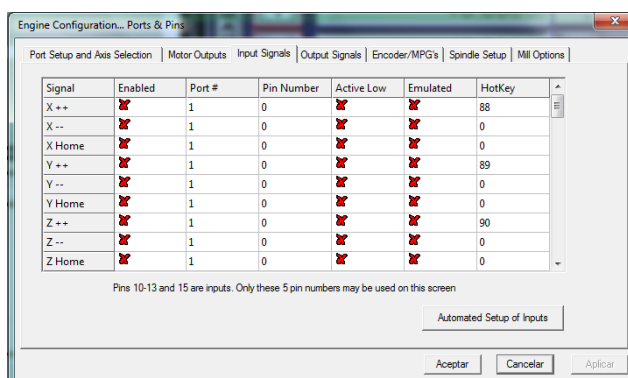 Engine Configuration... Ports & Pins
Port Setup and Axis Selection Motor Outputs Input Signals Output Signals Encoder/MPG's Spindle Setup Mill Options
Signal Enabled Port # Pin Number Active Low Emulated HotKey
X ++ 1 0 88
X -- 1 0 0
X Home 1 0 0
Y ++ 1 0 89
Y -- 1 0 0
Y Home 1 0 0
Z ++ 1 0 90
Z -- 1 0 0
Z Home 1 0 0
Pins 10-13 and 15 are inputs. Only these 5 pin numbers may be used on this screen
Automated Setup of Inputs
Aceptar Cancelar Aplicar